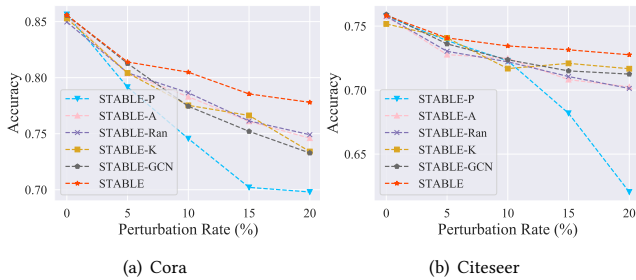 0.85
0.80
0.75
0.70
Accuracy
STABLE-P
STABLE-A
STABLE-Ran
STABLE-K
STABLE-GCN
STABLE
0 5 10 15 20
Perturbation Rate (%)
(a) Cora
0.75
0.70
0.65
Accuracy
STABLE-P
STABLE-A
STABLE-Ran
STABLE-K
STABLE-GCN
STABLE
0 5 10 15 20
Perturbation Rate (%)
(b) Citeseer